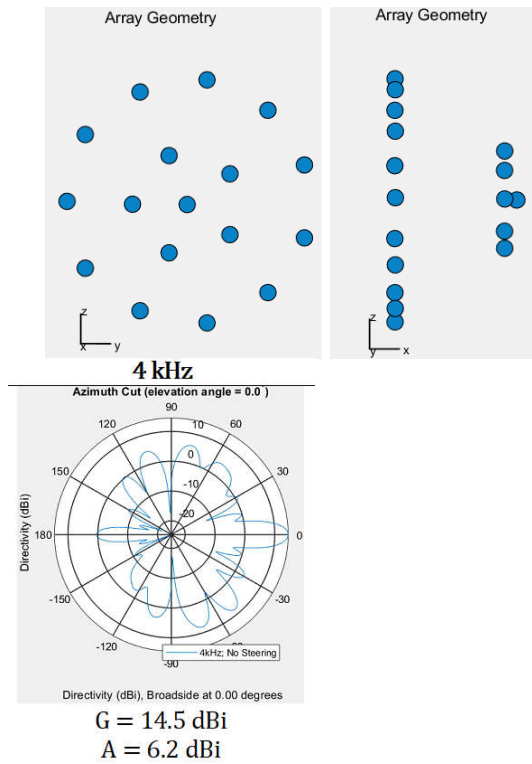 Array Geometry
Array Geometry
z
x y
z
y x
4 kHz
Azimuth Cut (elevation angle = 0.0 )
90
120 10 60
0
150 -10 30
-20
180 0
Directivity (dBi)
-150 -30
-120
4kHz; No Steering
-90
Directivity (dBi), Broadside at 0.00 degrees
G = 14.5 dBi
A = 6.2 dBi